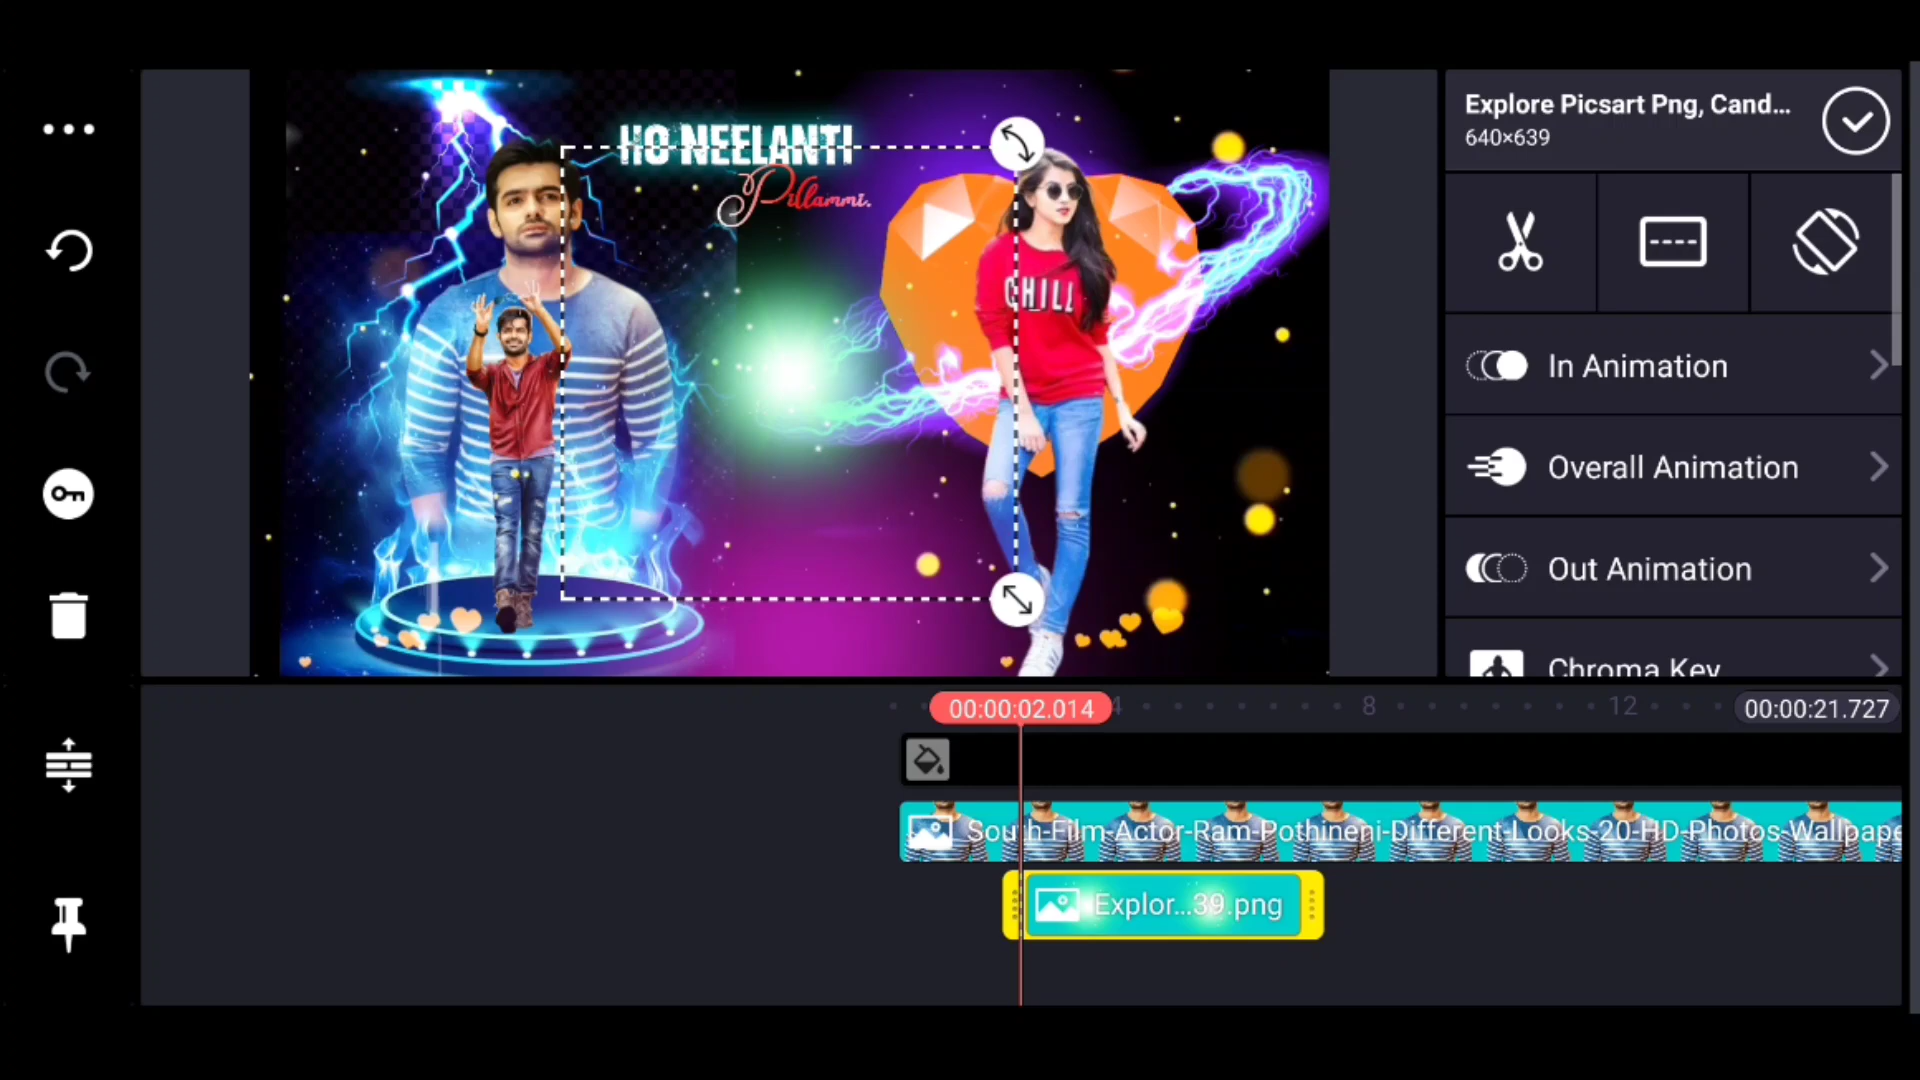 HO NEELANTI
Pillammi.
CHILL
Explore Picsart Png, Cand...
640×639
In Animation
Overall Animation
Out Animation
Chroma Key
00:00:02.014
4
8
12
00:00:21.727
South-Film-Actor-Ram-Pothineni-Different-Looks-20-HD-Photos-Wallpape
Explor...39.png